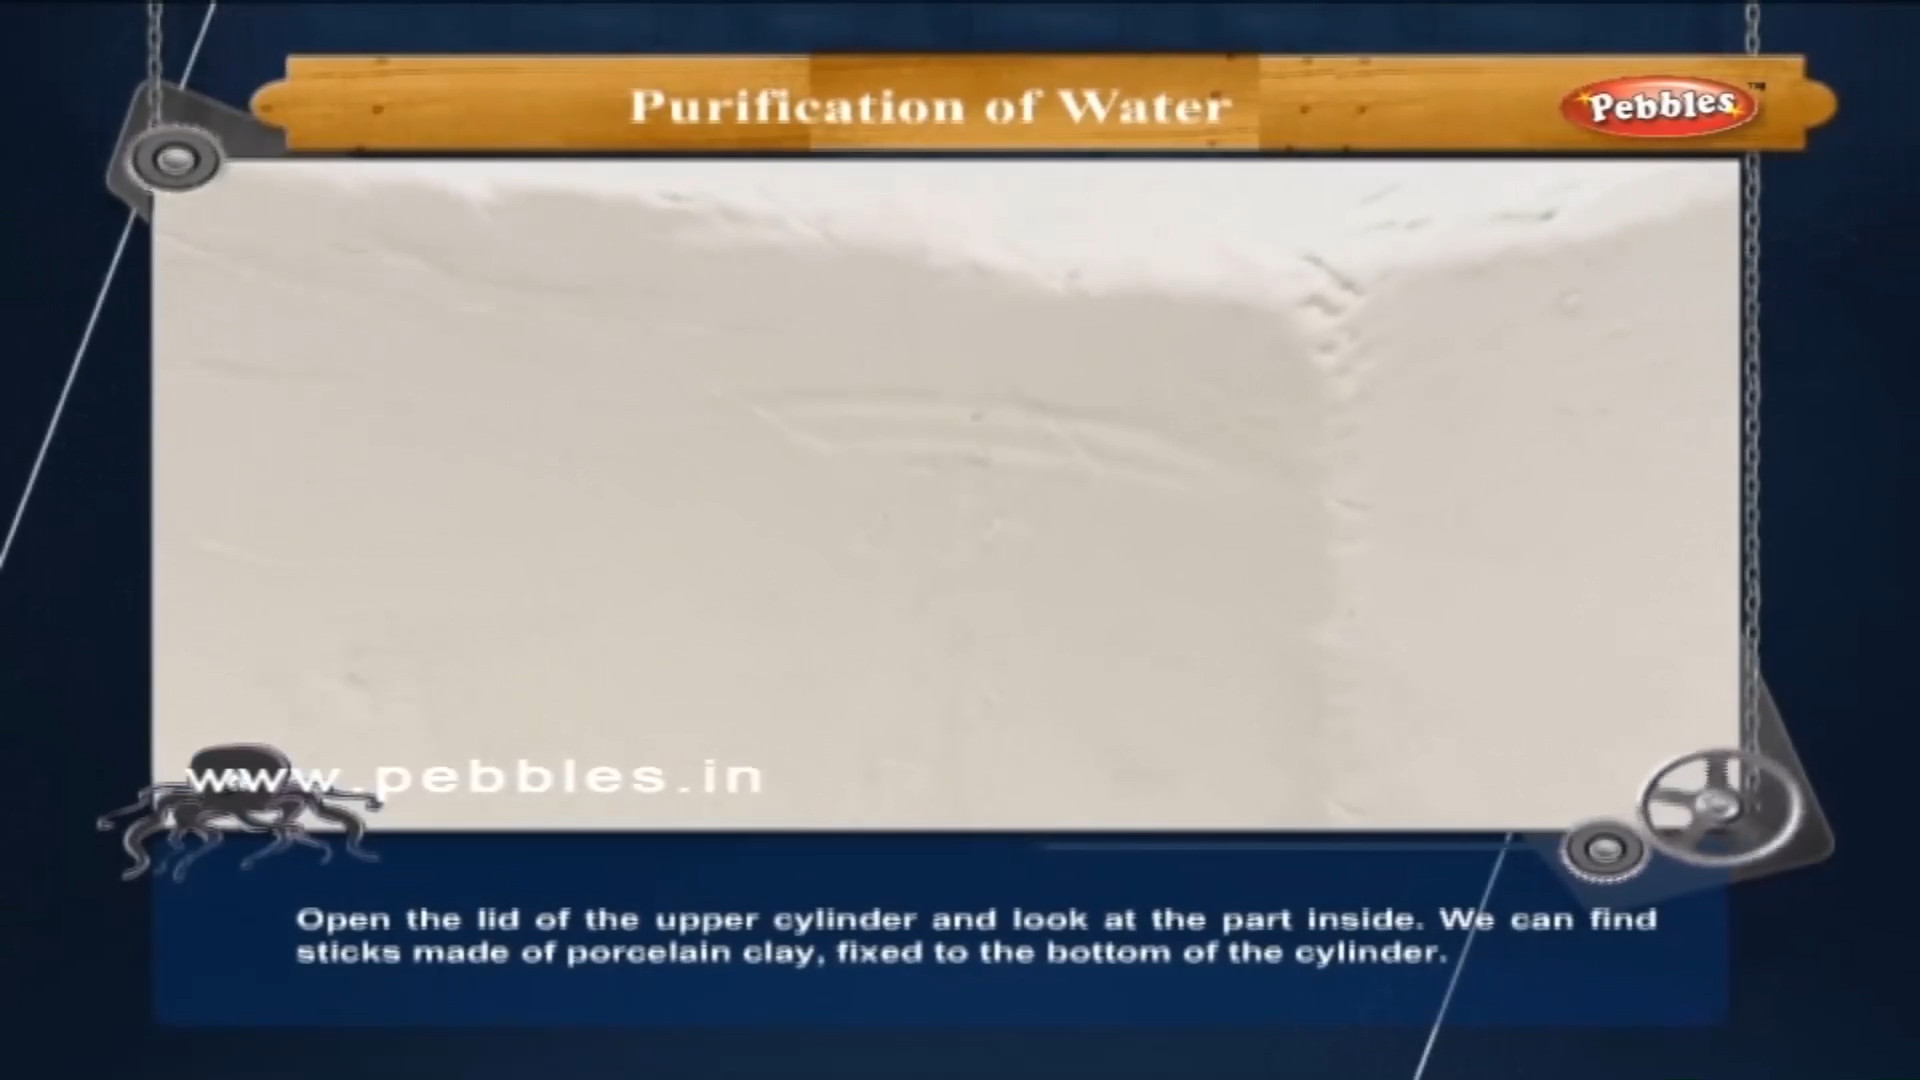 Purification of Water
Pebbles™
www.pebbles.in
Open the lid of the upper cylinder and look at the part inside. We can find
sticks made of porcelain clay, fixed to the bottom of the cylinder.